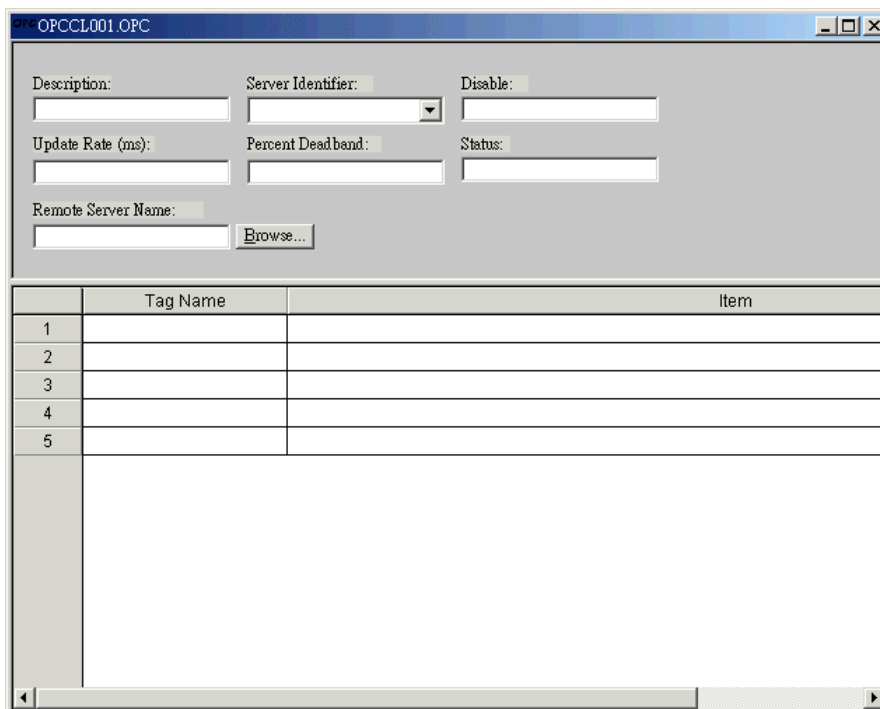 OPC OPCCL001.OPC
Description: Server Identifier: Disable:
Update Rate (ms): Percent Deadband: Status:
Remote Server Name:
Browse...
Tag Name Item
1
2
3
4
5